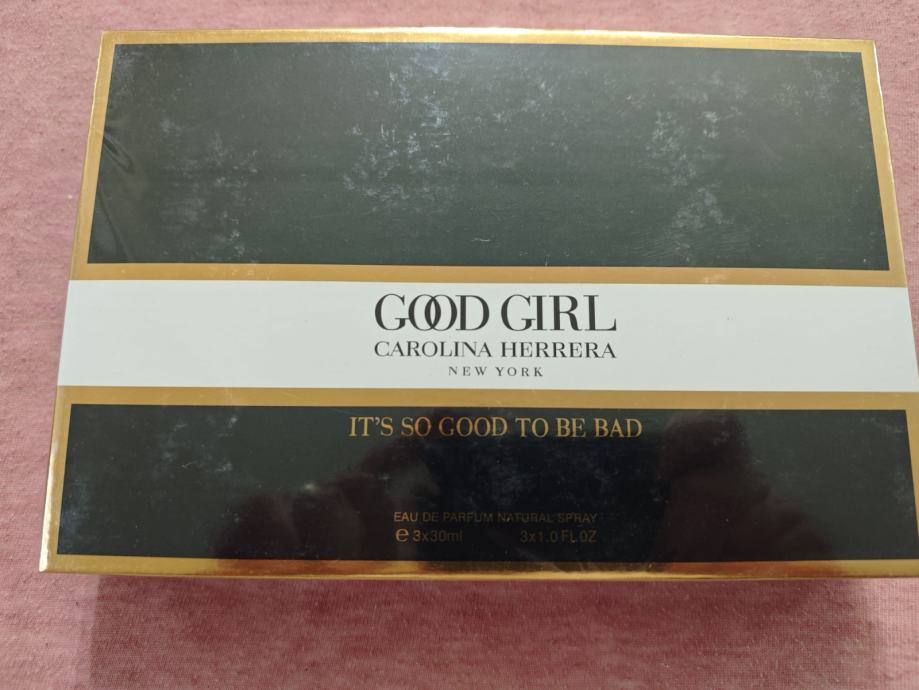 GOOD GIRL
CAROLINA HERRERA
NEW YORK
IT'S SO GOOD TO BE BAD
EAU DE PARFUM NATURAL SPRAY
e 3x30ml 3x1.0 FL.OZ